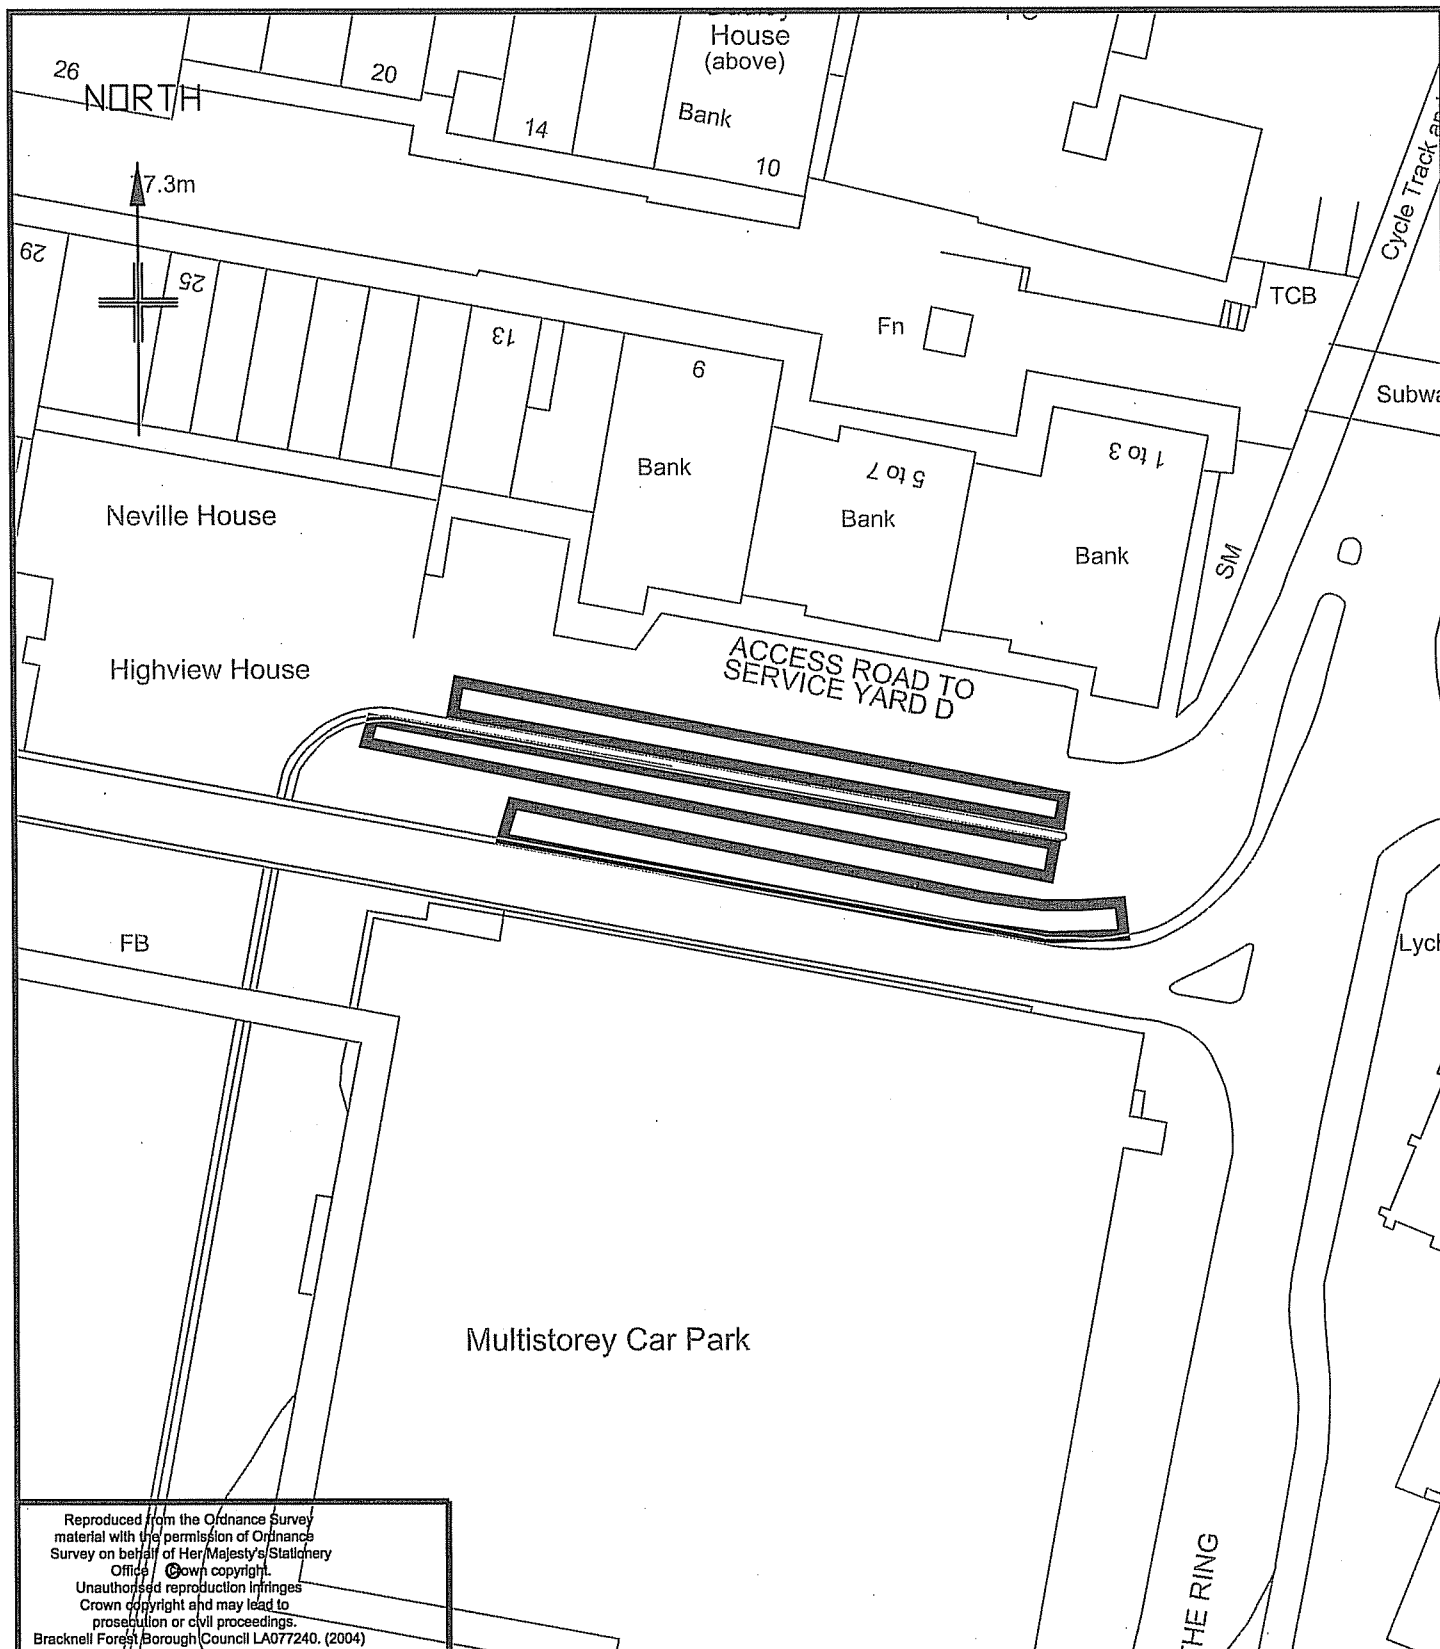 House
(above)
26
20
NORTH
Bank
14
10
77.3m
Cycle Track
29
25
TCB
Fn
13
9
Subwa
1 to 3
5 to 7
Bank
Neville House
Bank
Bank
SM
Highview House
ACCESS ROAD TO
SERVICE YARD D
FB
Lych
Multistorey Car Park
THE RING
Reproduced from the Ordnance Survey
material with the permission of Ordnance
Survey on behalf of Her Majesty's Stationery
Office © Crown copyright.
Unauthorised reproduction infringes
Crown copyright and may lead to
prosecution or civil proceedings.
Bracknell Forest Borough Council LA077240. (2004)